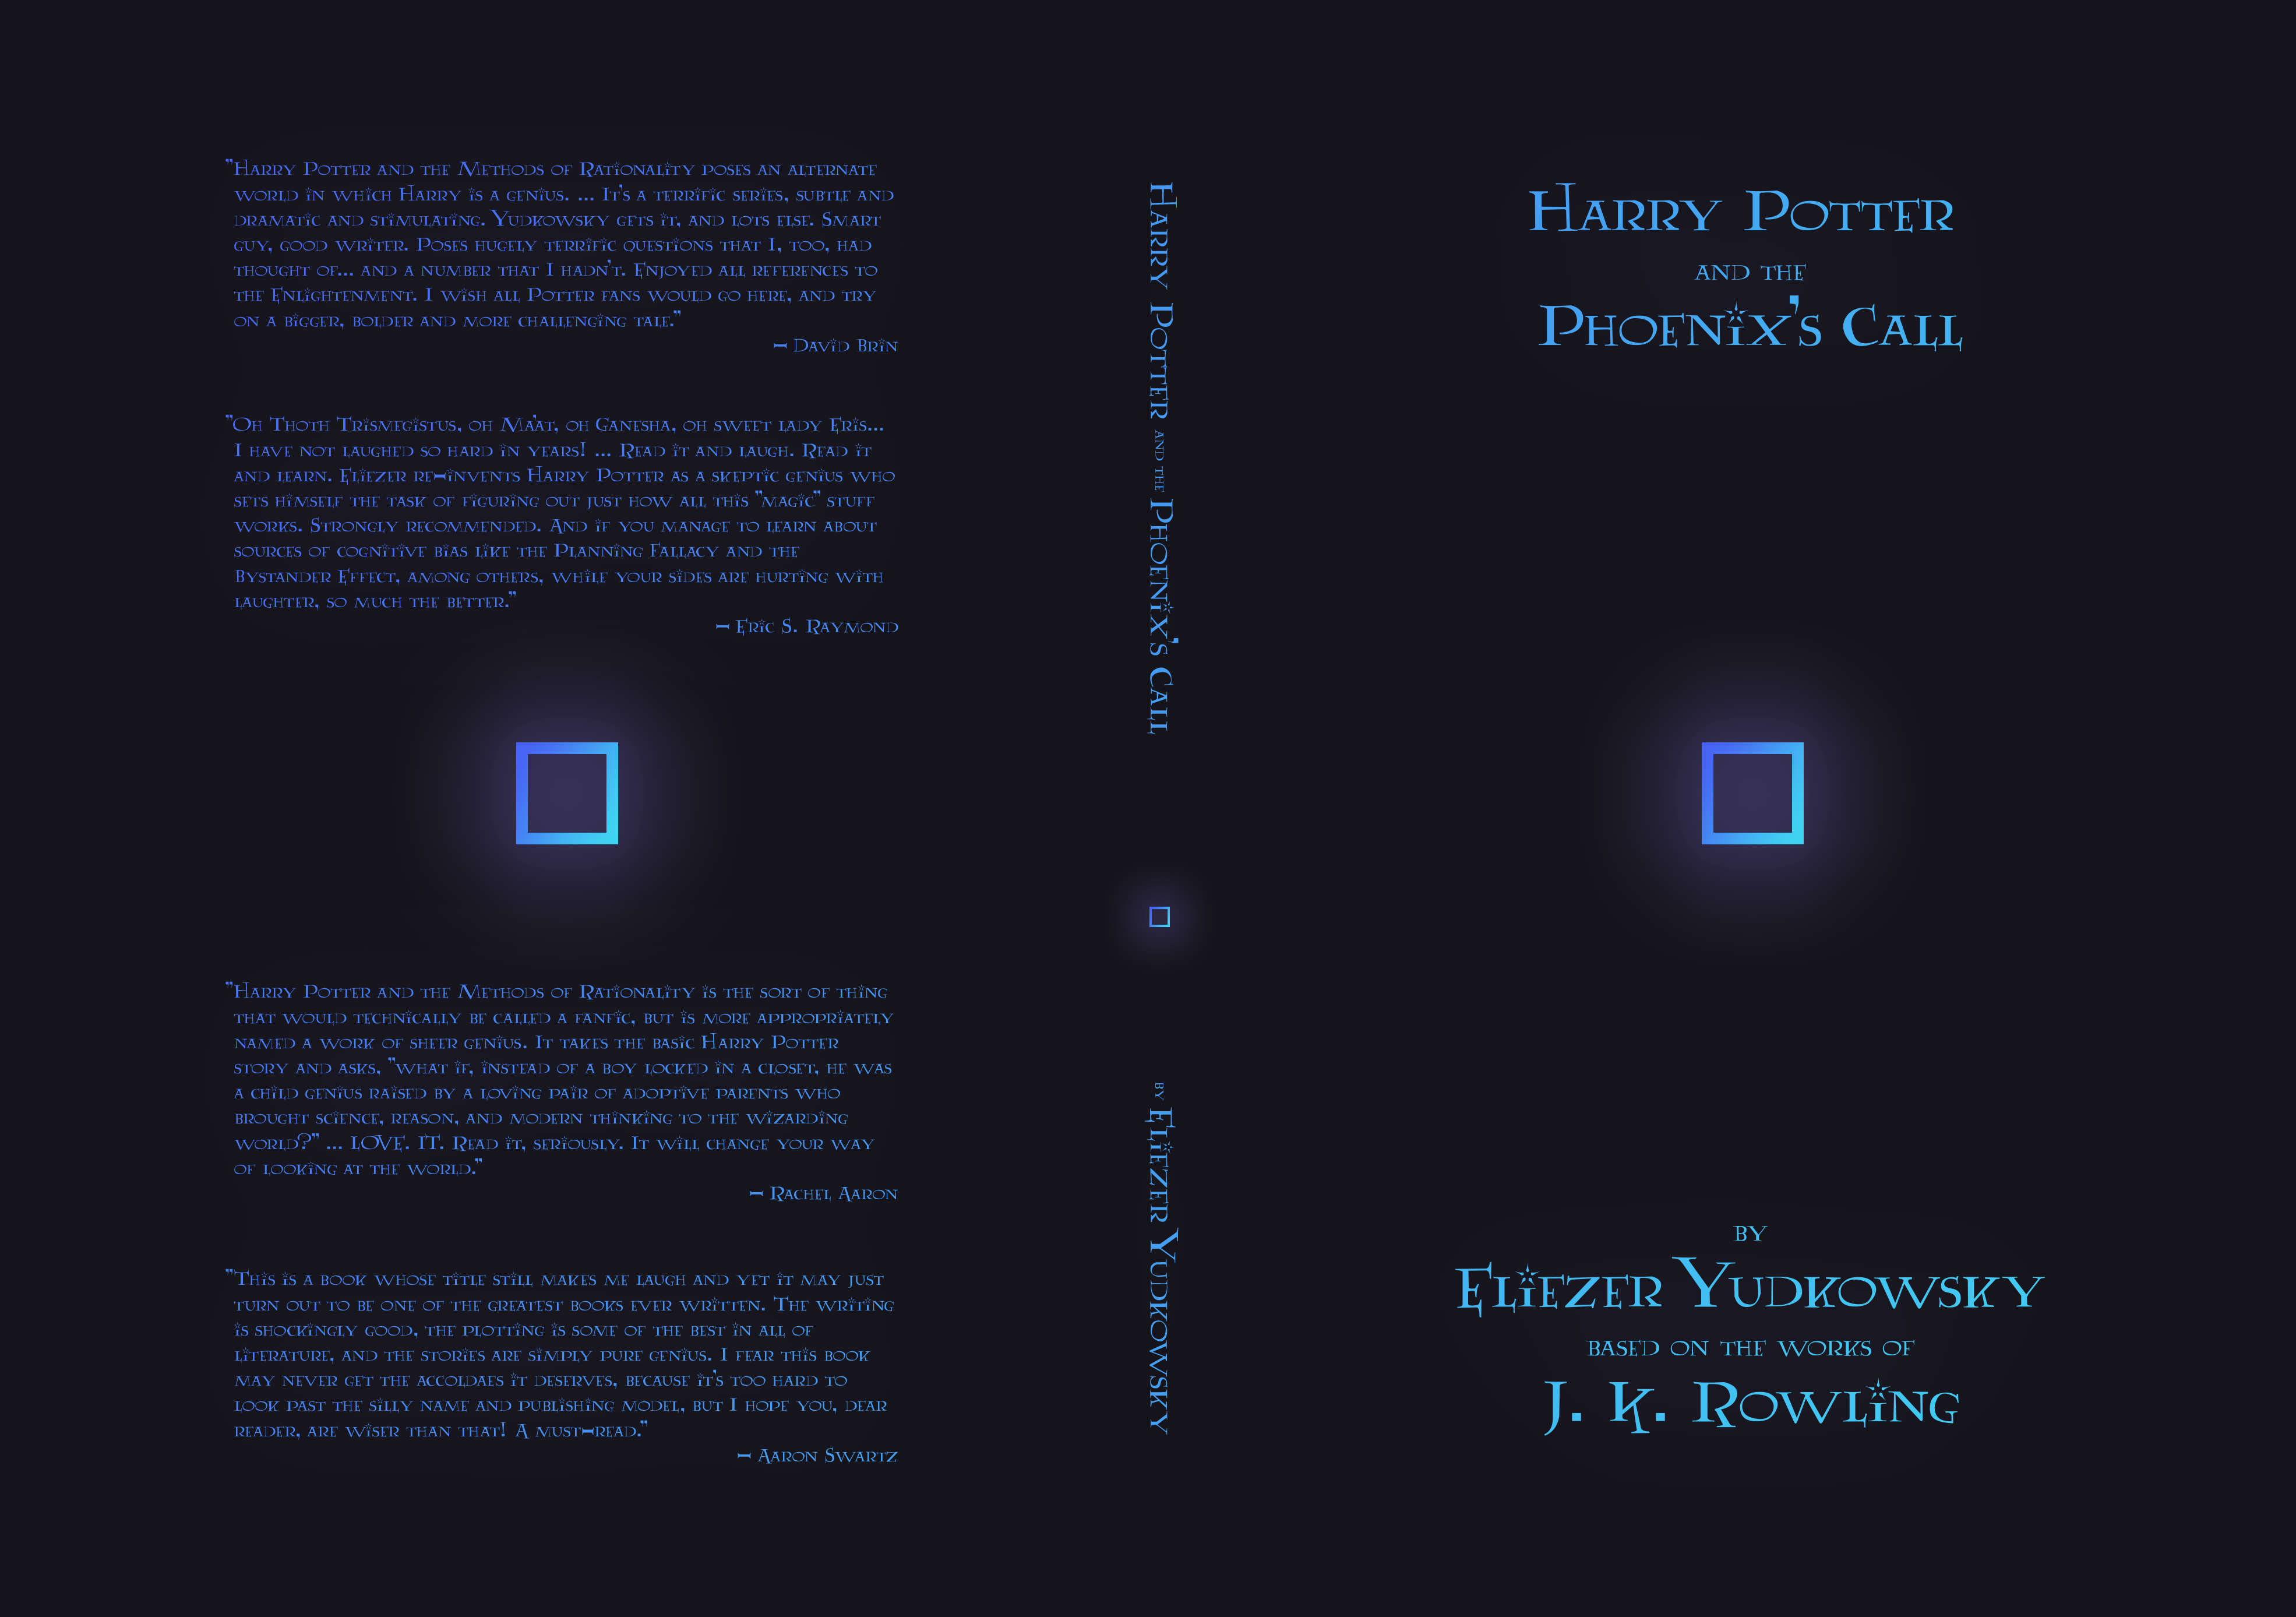 "Harry Potter and the Methods of Rationality poses an alternate
world in which Harry is a genius. ... It's a terrific series, subtle and
dramatic and stimulating. Yudkowsky gets it, and lots else. Smart
guy, good writer. Poses hugely terrific questions that I, too, had
thought of... and a number that I hadn't. Enjoyed all references to
the Enlightenment. I wish all Potter fans would go here, and try
on a bigger, bolder and more challenging tale."
- David Brin
"Oh Thoth Trismegistus, oh Ma'at, oh Ganesha, oh sweet lady Eris...
I have not laughed so hard in years! ... Read it and laugh. Read it
and learn. Eliezer re-invents Harry Potter as a skeptic genius who
sets himself the task of figuring out just how all this "magic" stuff
works. Strongly recommended. And if you manage to learn about
sources of cognitive bias like the Planning Fallacy and the
Bystander Effect, among others, while your sides are hurting with
laughter, so much the better."
- Eric S. Raymond
"Harry Potter and the Methods of Rationality is the sort of thing
that would technically be called a fanfic, but is more appropriately
named a work of sheer genius. It takes the basic Harry Potter
story and asks, "what if, instead of a boy locked in a closet, he was
a child genius raised by a loving pair of adoptive parents who
brought science, reason, and modern thinking to the wizarding
world?" ... LOVE. IT. Read it, seriously. It will change your way
of looking at the world."
- Rachel Aaron
"This is a book whose title still makes me laugh and yet it may just
turn out to be one of the greatest books ever written. The writing
is shockingly good, the plotting is some of the best in all of
literature, and the stories are simply pure genius. I fear this book
may never get the accoldaes it deserves, because it's too hard to
look past the silly name and publishing model, but I hope you, dear
reader, are wiser than that! A must-read."
- Aaron Swartz
Harry Potter and the Phoenix's Call
by Eliezer Yudkowsky
Harry Potter
and the
Phoenix's Call
by
Eliezer Yudkowsky
based on the works of
J. K. Rowling